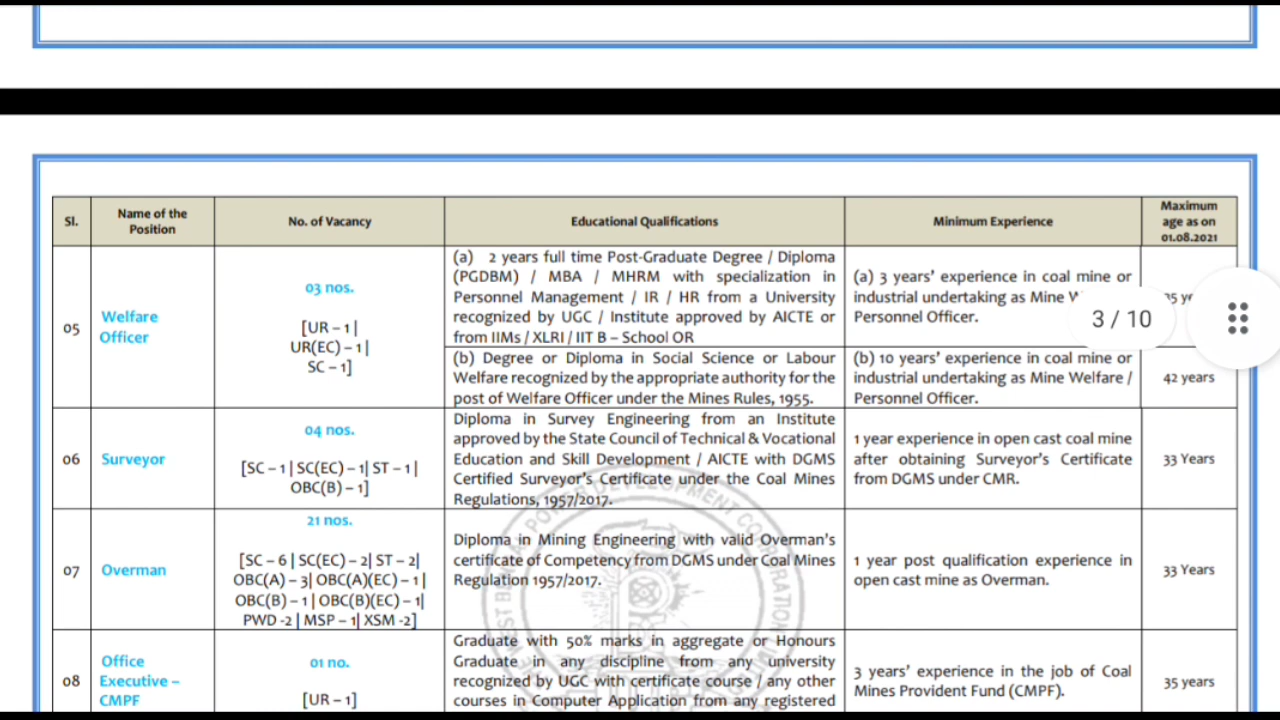 Sl.
Name of the
Position
No. of Vacancy
Educational Qualifications
Minimum Experience
Maximum
age as on
01.08.2021
05
Welfare
Officer
03 nos.
[UR – 1|
UR(EC) – 1|
SC – 1]
(a) 2 years full time Post-Graduate Degree / Diploma
(PGDBM) / MBA / MHRM with specialization in
Personnel Management / IR / HR from a University
recognized by UGC / Institute approved by AICTE or
from IIMs / XLRI / IIT B – School OR
(a) 3 years' experience in coal mine or
industrial undertaking as Mine
Personnel Officer.
3 / 10
(b) Degree or Diploma in Social Science or Labour
Welfare recognized by the appropriate authority for the
post of Welfare Officer under the Mines Rules, 1955.
(b) 10 years' experience in coal mine or
industrial undertaking as Mine Welfare /
Personnel Officer.
42 years
06
Surveyor
04 nos.
[SC – 1| SC(EC) – 1| ST – 1|
OBC(B) – 1]
Diploma in Survey Engineering from an Institute
approved by the State Council of Technical & Vocational
Education and Skill Development / AICTE with DGMS
Certified Surveyor's Certificate under the Coal Mines
Regulations, 1957/2017.
1 year experience in open cast coal mine
after obtaining Surveyor's Certificate
from DGMS under CMR.
33 Years
07
Overman
21 nos.
[SC – 6| SC(EC) – 2| ST – 2|
OBC(A) – 3| OBC(A)(EC) – 1|
OBC(B) – 1| OBC(B)(EC) – 1|
PWD -2| MSP – 1| XSM -2]
Diploma in Mining Engineering with valid Overman's
certificate of Competency from DGMS under Coal Mines
Regulation 1957/2017.
1 year post qualification experience in
open cast mine as Overman.
33 Years
08
Office
Executive –
CMPF
01 no.
[UR – 1]
Graduate with 50% marks in aggregate or Honours
Graduate in any discipline from any university
recognized by UGC with certificate course / any other
courses in Computer Application from any registered
3 years' experience in the job of Coal
Mines Provident Fund (CMPF).
35 years
POWER DEVELOPMENT CORPORATION